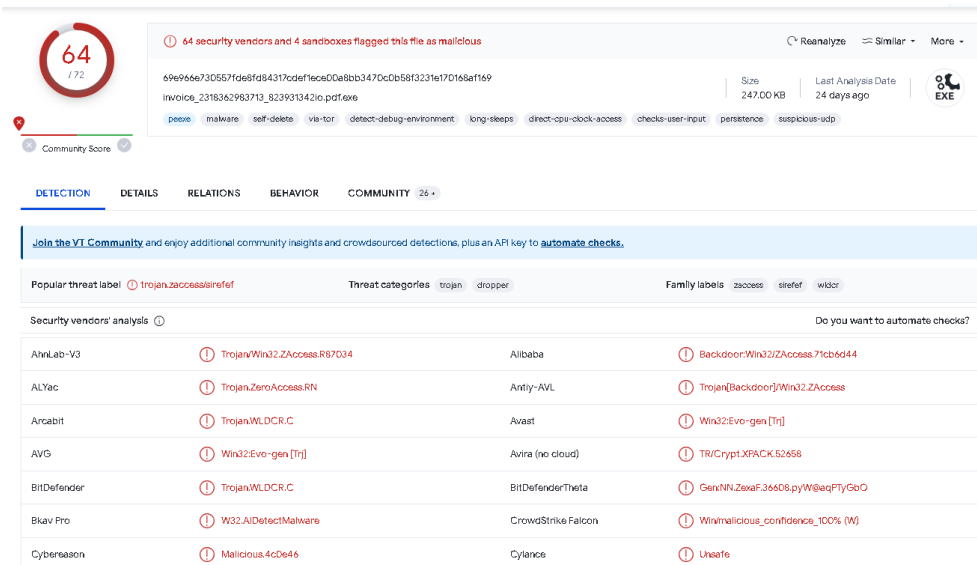 64
/ 72
Community Score
64 security vendors and 4 sandboxes flagged this file as malicious
Reanalyze Similar More
69e966e730557fde8fd84317cdef1ece00a8bb3470c0b58f3231e170168af169
invoice_2318362983713_823931342io.pdf.exe
Size
247.00 KB
Last Analysis Date
24 days ago
EXE
peexe malware self-delete via-tor detect-debug-environment long-sleeps direct-cpu-clock-access checks-user-input persistence suspicious-udp
DETECTION DETAILS RELATIONS BEHAVIOR COMMUNITY 26 +
Join the VT Community and enjoy additional community insights and crowdsourced detections, plus an API key to automate checks.
Popular threat label trojan.zaccess/sirefef Threat categories trojan dropper Family labels zaccess sirefef wldcr
Security vendors' analysis Do you want to automate checks?
AhnLab-V3 Trojan/Win32.ZAccess.R87034 Alibaba Backdoor:Win32/ZAccess.71cb6d44
ALYac Trojan.ZeroAccess.RN Antiy-AVL Trojan[Backdoor]/Win32.ZAccess
Arcabit Trojan.WLDCR.C Avast Win32:Evo-gen [Trj]
AVG Win32:Evo-gen [Trj] Avira (no cloud) TR/Crypt.XPACK.52658
BitDefender Trojan.WLDCR.C BitDefenderTheta Gen:NN.ZexaF.36608.pyW@aqPTyGbO
Bkav Pro W32.AIDetectMalware CrowdStrike Falcon Win/malicious_confidence_100% (W)
Cybereason Malicious.4c0e46 Cylance Unsafe